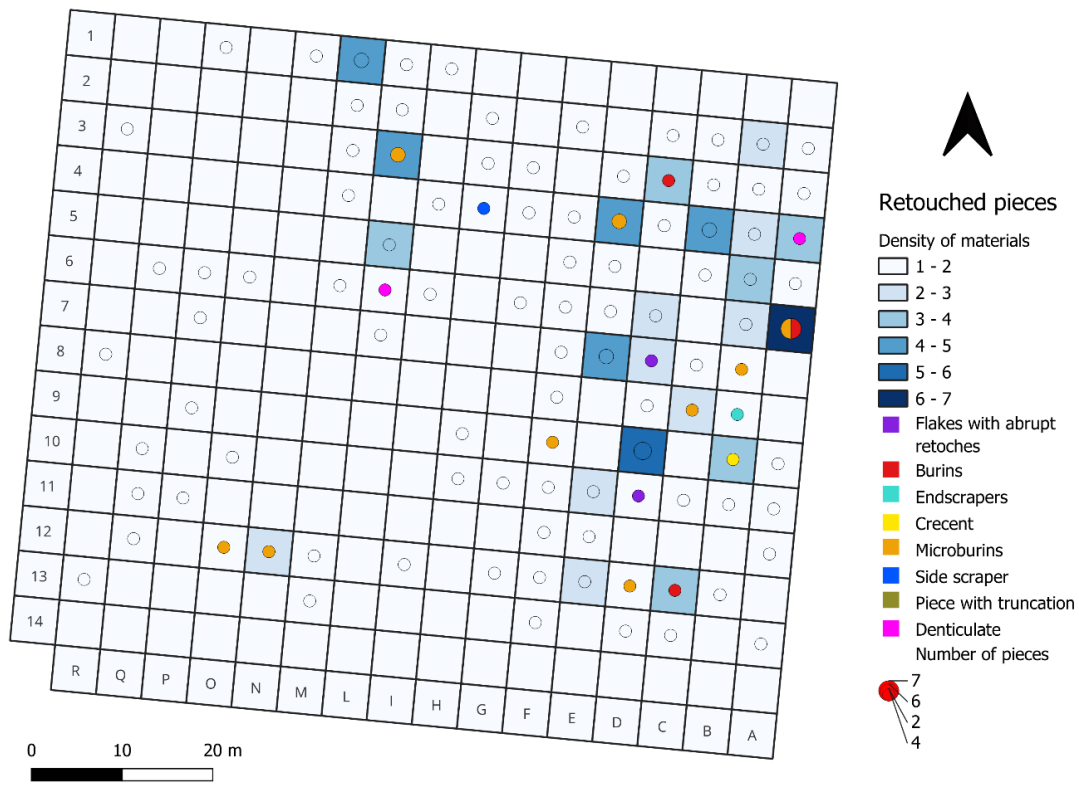 1
2
3
4
5
6
7
8
9
10
11
12
13
14
R Q P O N M L I H G F E D C B A
0 10 20 m
Retouched pieces
Density of materials
1 - 2
2 - 3
3 - 4
4 - 5
5 - 6
6 - 7
Flakes with abrupt
retoches
Burins
Endscrapers
Crecent
Microburins
Side scraper
Piece with truncation
Denticulate
Number of pieces
7
6
2
4